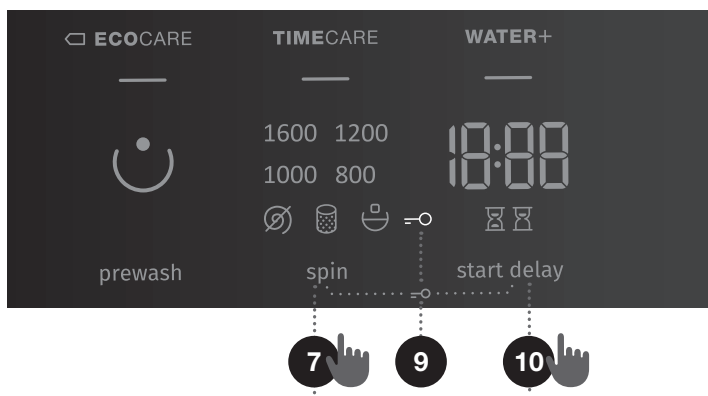 ECOCARE TIMECARE WATER+
1600 1200 18:88
1000 800
prewash spin start delay
7 9 10